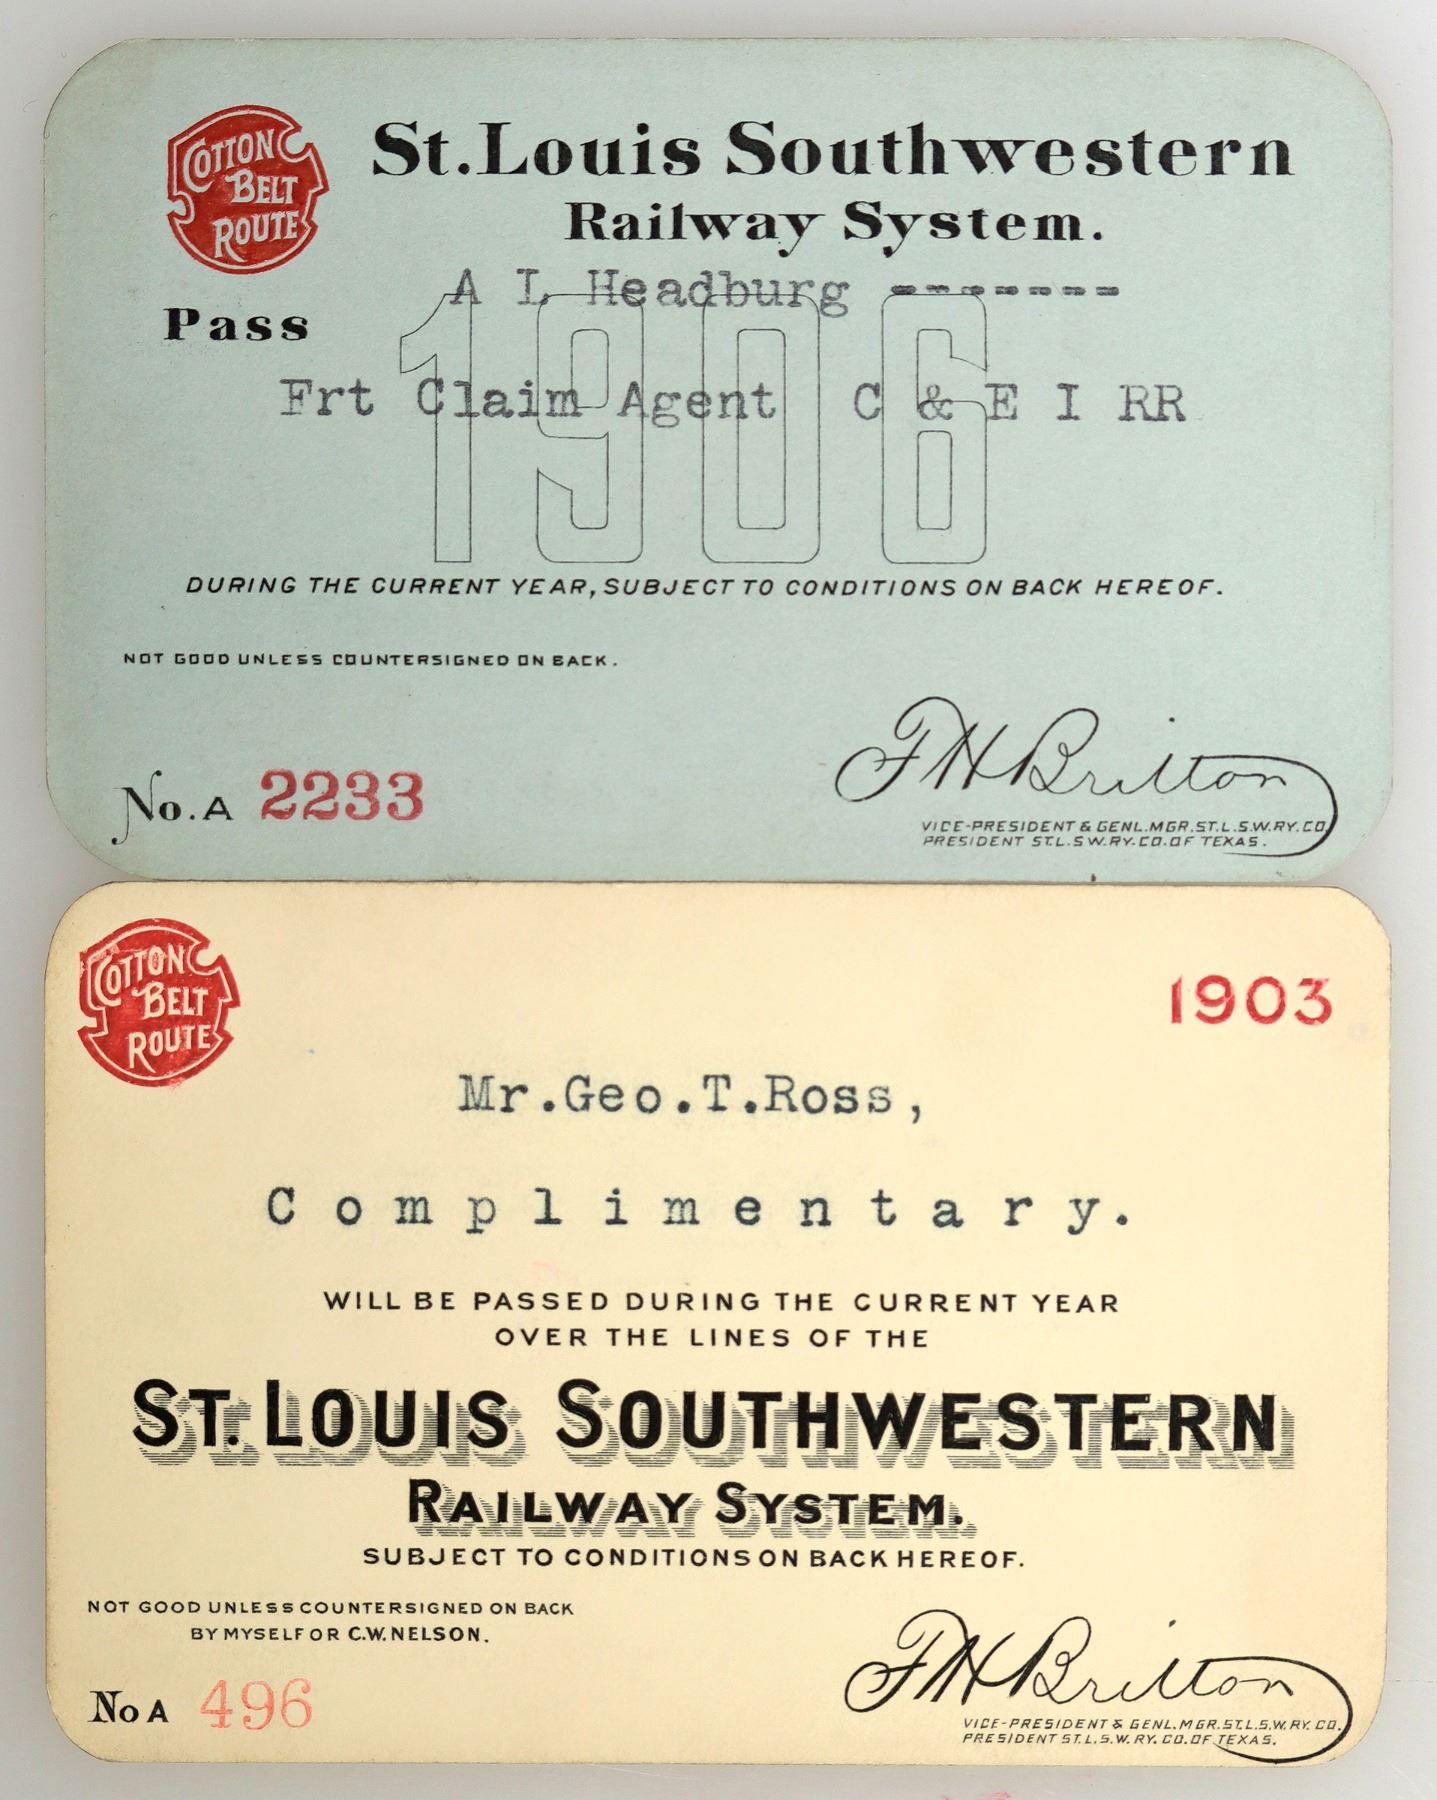 COTTON
BELT
ROUTE
St. Louis Southwestern
Railway System.
A L Headburg -------
Pass
1906
Frt Claim Agent C & E I RR
DURING THE CURRENT YEAR, SUBJECT TO CONDITIONS ON BACK HEREOF.
NOT GOOD UNLESS COUNTERSIGNED ON BACK.
F H Britton
No. A 2233
VICE-PRESIDENT & GENL. MGR. ST. L. S. W. RY. CO.
PRESIDENT ST. L. S W. RY. CO. OF TEXAS.
COTTON
BELT
ROUTE
1903
Mr. Geo. T. Ross,
Complimentary.
WILL BE PASSED DURING THE CURRENT YEAR
OVER THE LINES OF THE
ST. LOUIS SOUTHWESTERN
RAILWAY SYSTEM.
SUBJECT TO CONDITIONS ON BACK HEREOF.
NOT GOOD UNLESS COUNTERSIGNED ON BACK
BY MYSELF OR C. W. NELSON.
F H Britton
No A 496
VICE-PRESIDENT & GENL. MGR. ST. L. S. W. RY. CO.
PRESIDENT ST. L. S. W. RY. CO. OF TEXAS.